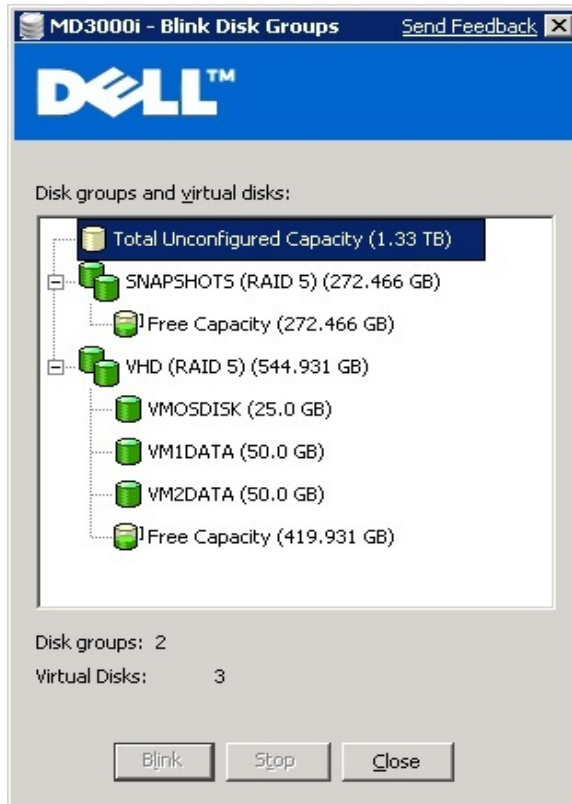 MD3000i - Blink Disk Groups Send Feedback
DELL™
Disk groups and virtual disks:
Total Unconfigured Capacity (1.33 TB)
SNAPSHOTS (RAID 5) (272.466 GB)
Free Capacity (272.466 GB)
VHD (RAID 5) (544.931 GB)
VMOSDISK (25.0 GB)
VM1DATA (50.0 GB)
VM2DATA (50.0 GB)
Free Capacity (419.931 GB)
Disk groups: 2
Virtual Disks: 3
Blink Stop Close